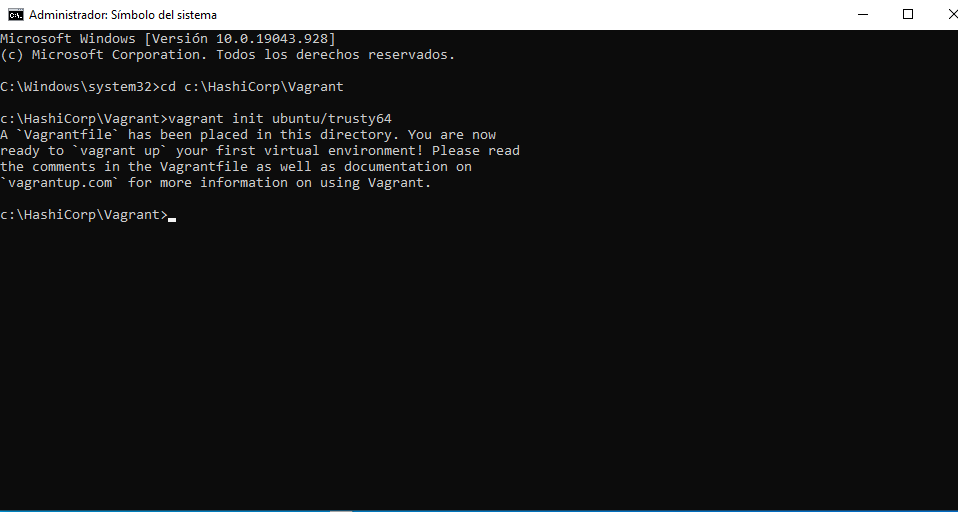 Administrador: Símbolo del sistema
Microsoft Windows [Versión 10.0.19043.928]
(c) Microsoft Corporation. Todos los derechos reservados.
C:\Windows\system32>cd c:\HashiCorp\Vagrant
c:\HashiCorp\Vagrant>vagrant init ubuntu/trusty64
A `Vagrantfile` has been placed in this directory. You are now
ready to `vagrant up` your first virtual environment! Please read
the comments in the Vagrantfile as well as documentation on
`vagrantup.com` for more information on using Vagrant.
c:\HashiCorp\Vagrant>